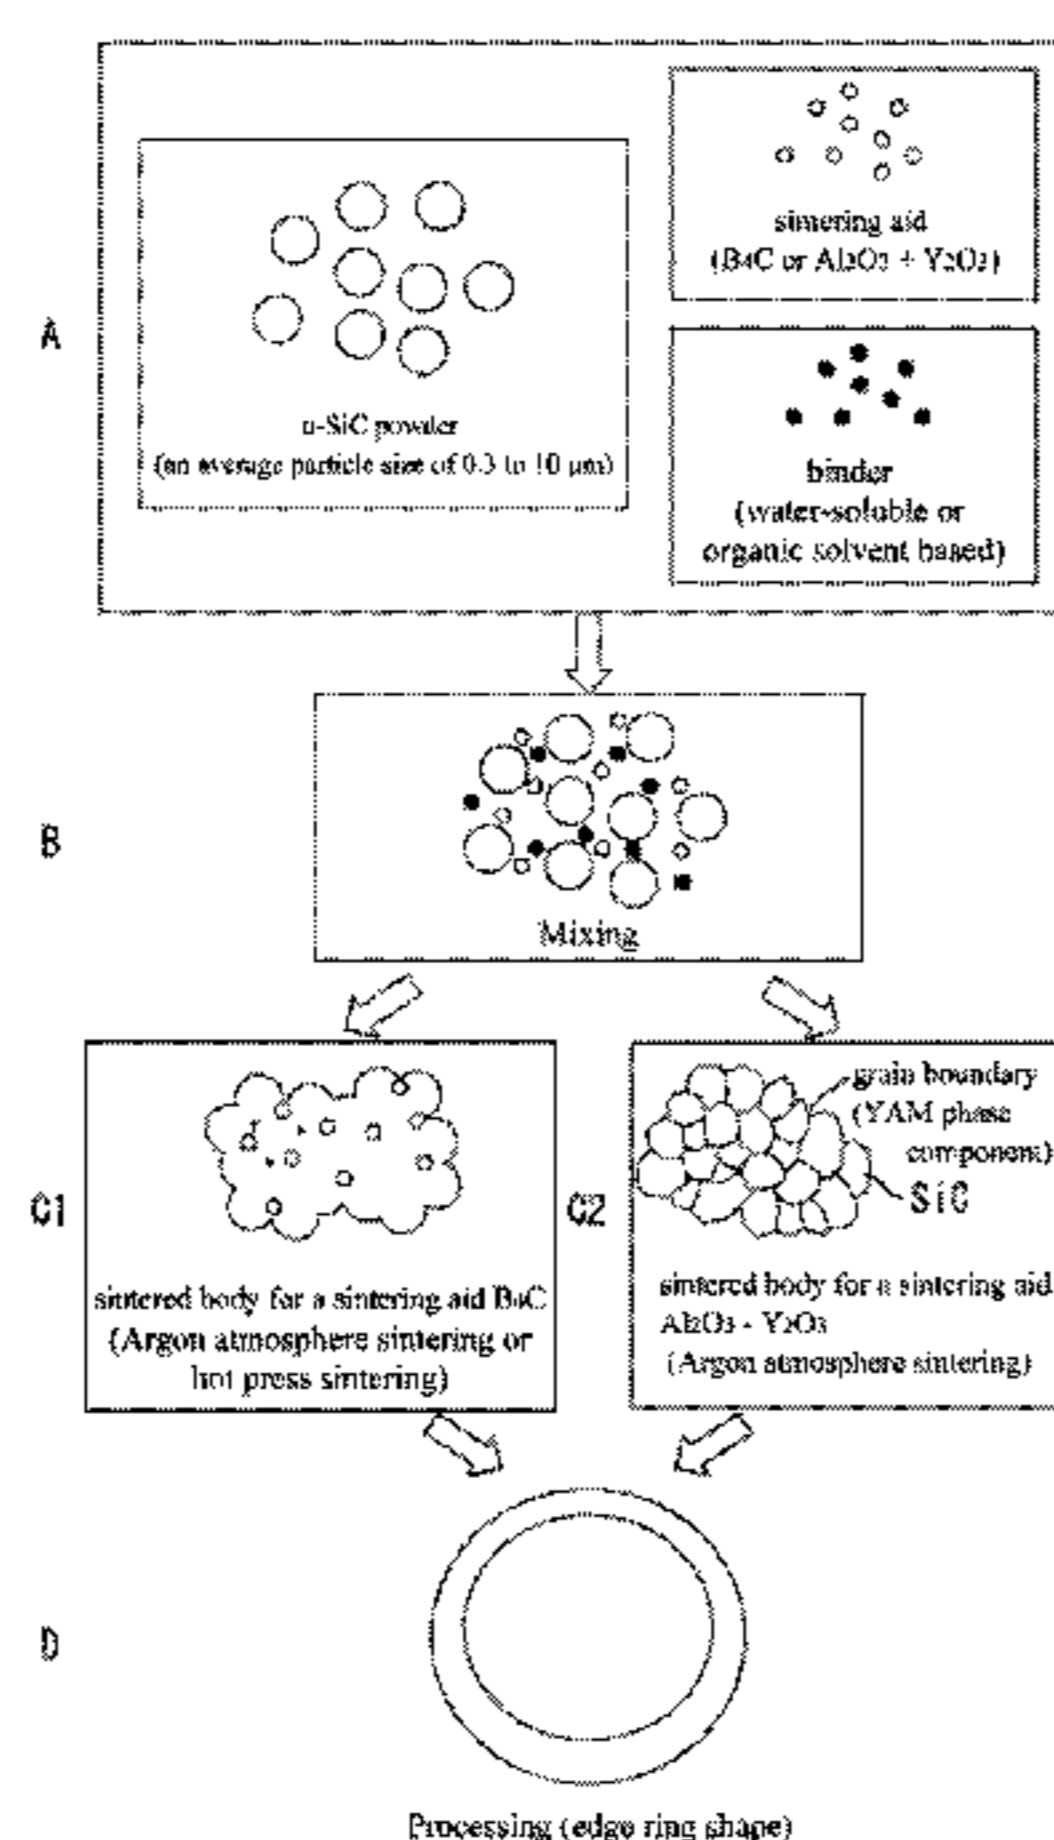 A
α-SiC powder
(an average particle size of 0.3 to 10 μm)
sintering aid
(B4C or Al2O3 + Y2O3)
binder
(water-soluble or
organic solvent based)
B
Mixing
C1
sintered body for a sintering aid B4C
(Argon atmosphere sintering or
hot press sintering)
C2
grain boundary
(YAM phase
component)
SiC
sintered body for a sintering aid
Al2O3 - Y2O3
(Argon atmosphere sintering)
D
Processing (edge ring shape)